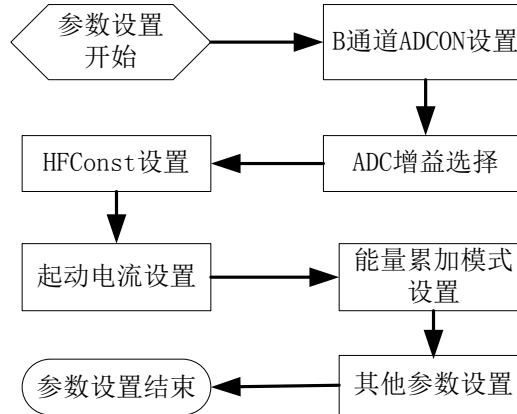 参数设置
开始
B通道ADCON设置
ADC增益选择
HFConst设置
起动电流设置
能量累加模式
设置
其他参数设置
参数设置结束